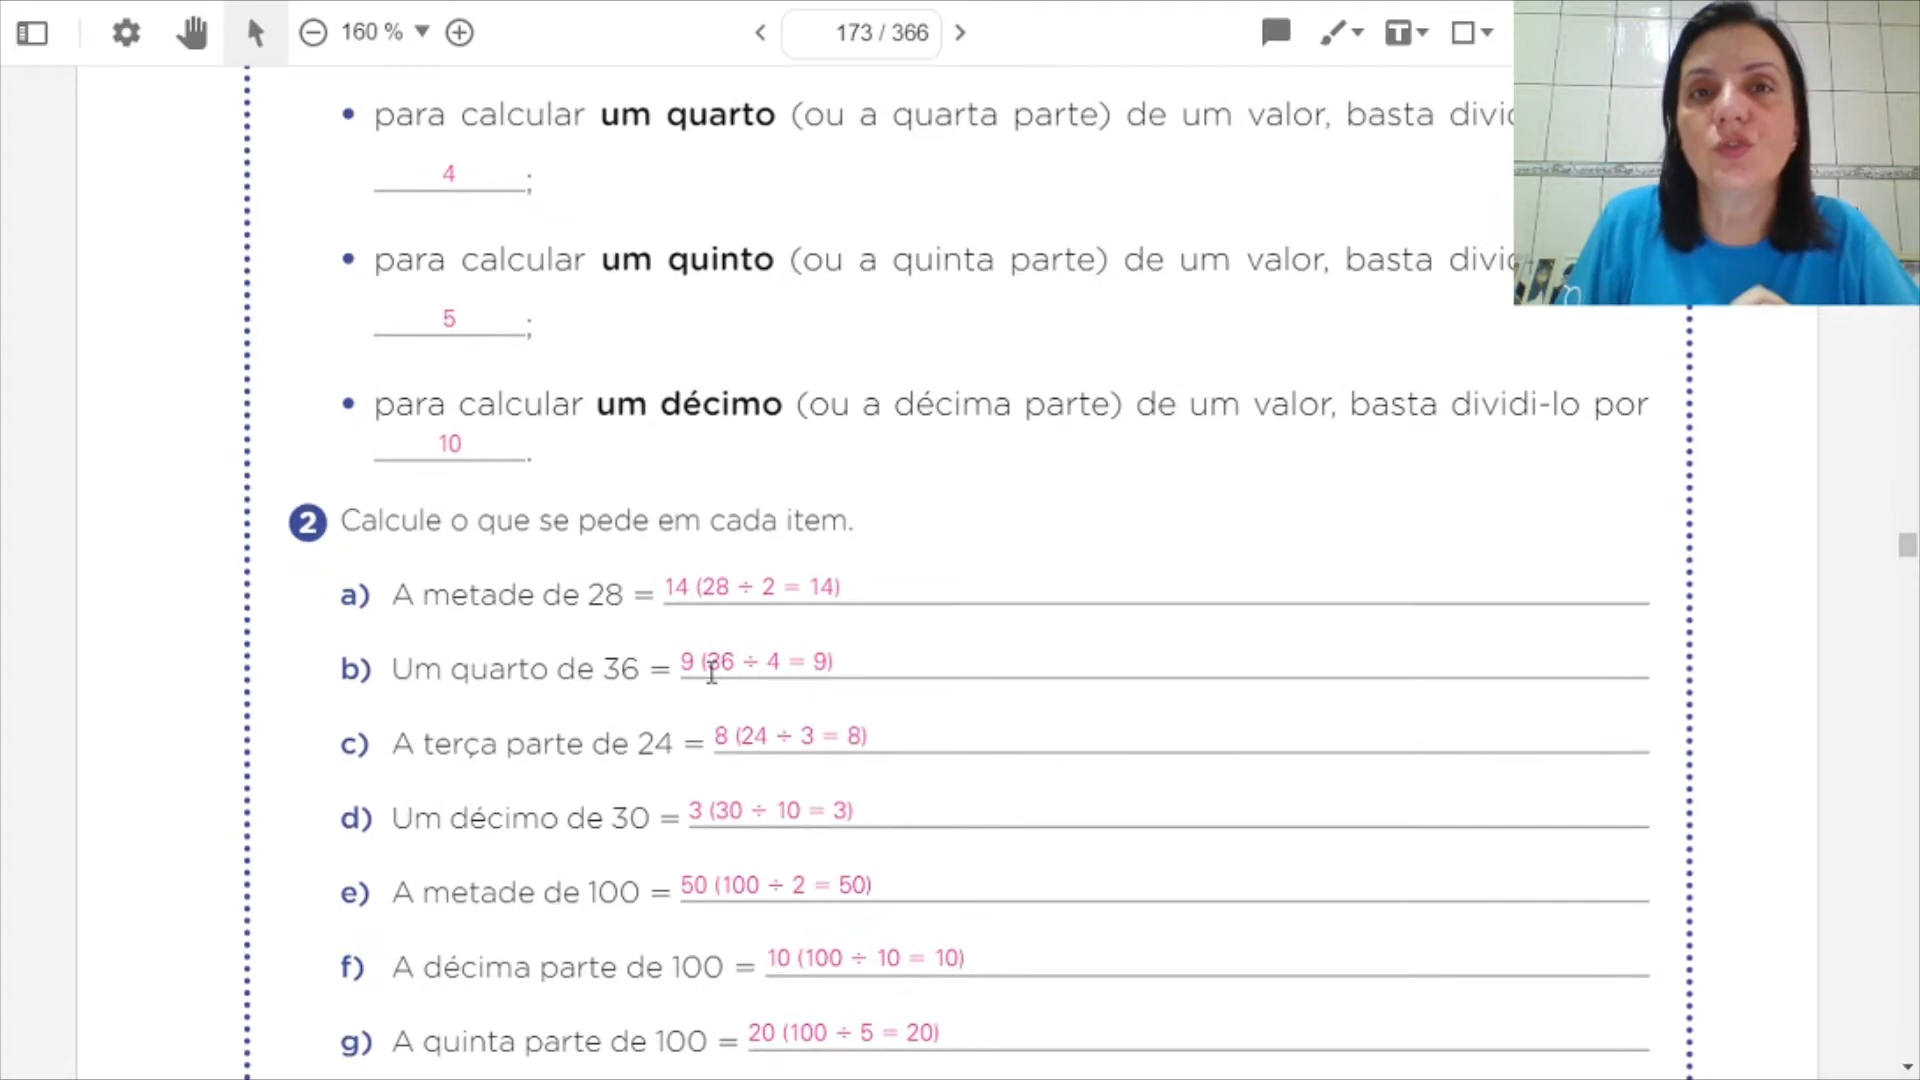 160 %
173 / 366
para calcular um quarto (ou a quarta parte) de um valor, basta
4 ;
para calcular um quinto (ou a quinta parte) de um valor, basta
5 ;
para calcular um décimo (ou a décima parte) de um valor, basta dividi-lo por
10 .
2 Calcule o que se pede em cada item.
a) A metade de 28 = 14 (28 ÷ 2 = 14)
b) Um quarto de 36 = 9 (36 ÷ 4 = 9)
c) A terça parte de 24 = 8 (24 ÷ 3 = 8)
d) Um décimo de 30 = 3 (30 ÷ 10 = 3)
e) A metade de 100 = 50 (100 ÷ 2 = 50)
f) A décima parte de 100 = 10 (100 ÷ 10 = 10)
g) A quinta parte de 100 = 20 (100 ÷ 5 = 20)